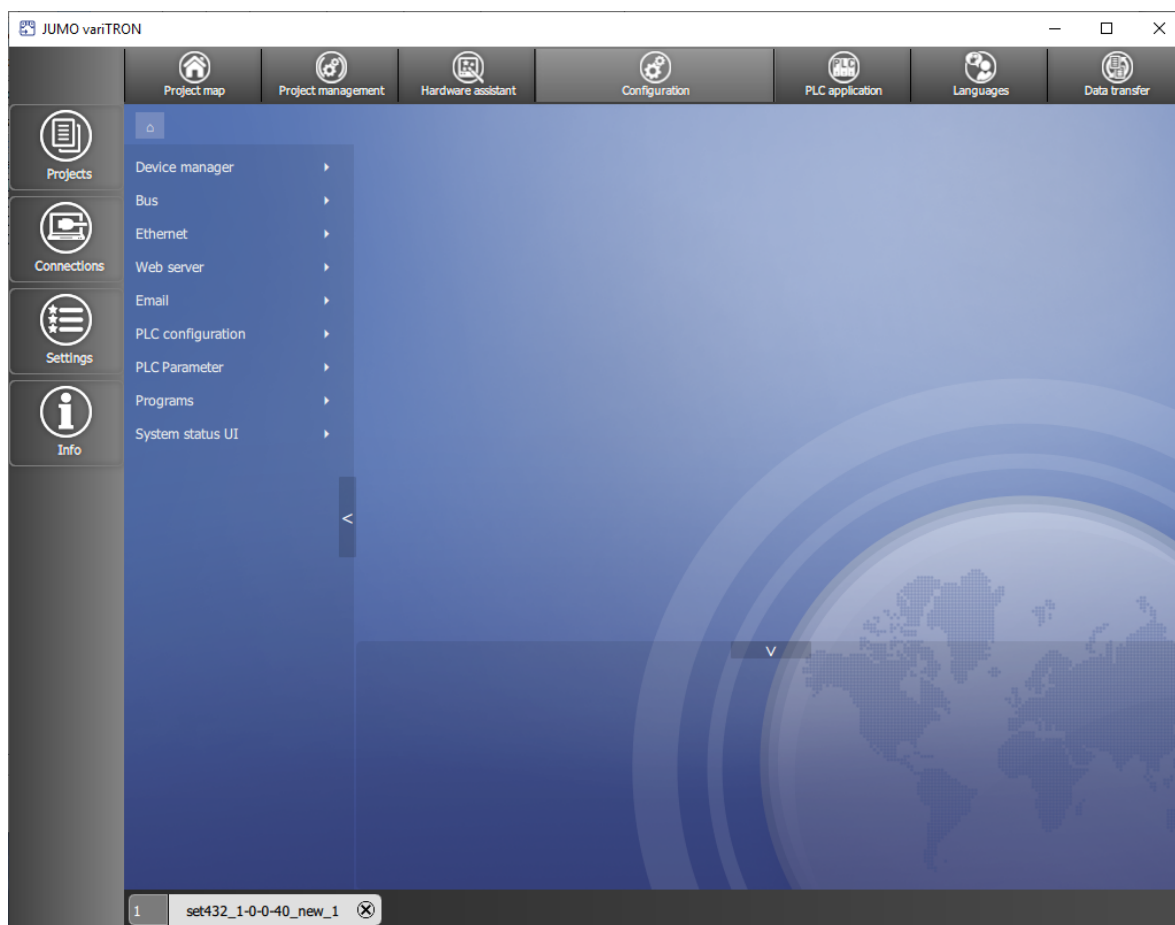 JUMO variTRON
Project map
Project management
Hardware assistant
Configuration
PLC
PLC application
Languages
Data transfer
Projects
Connections
Settings
Info
Device manager
Bus
Ethernet
Web server
Email
PLC configuration
PLC Parameter
Programs
System status UI
<
V
1 set432_1-0-0-40_new_1